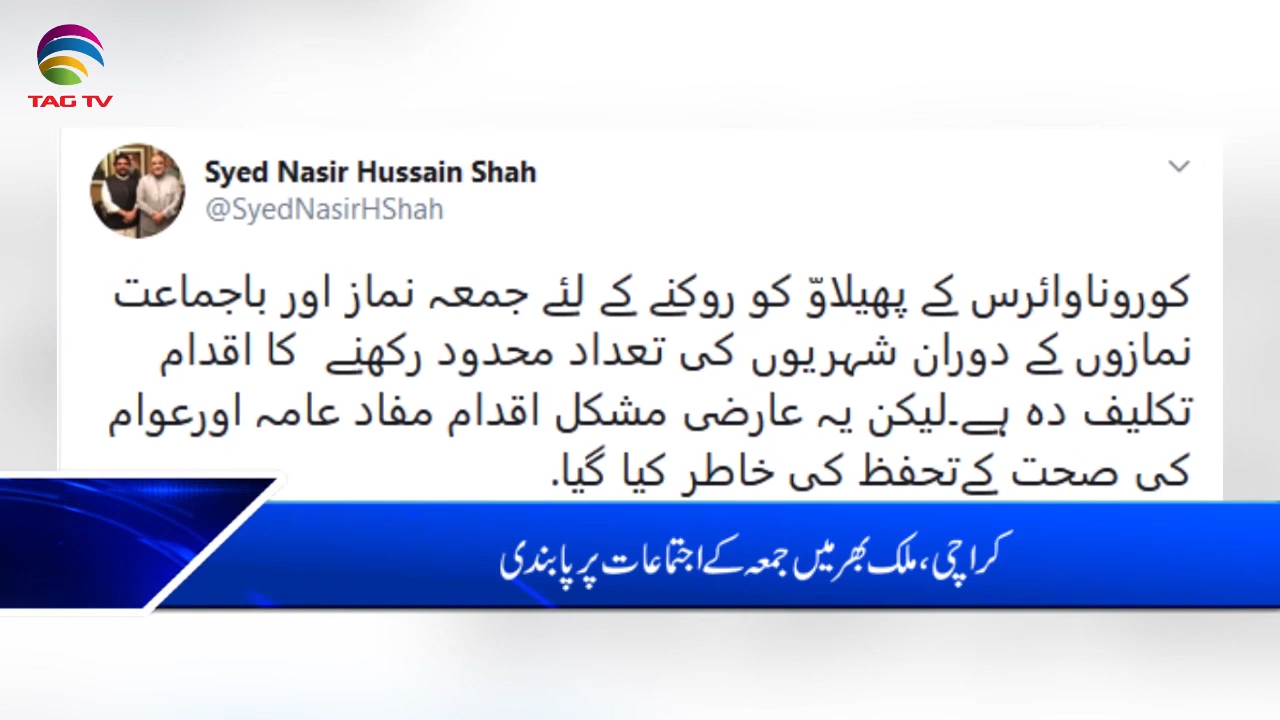 TAG TV
Syed Nasir Hussain Shah
@SyedNasirHShah
کوروناوائرس کے پھیلاوّ کو روکنے کے لئے جمعہ نماز اور باجماعت
نمازوں کے دوران شہریوں کی تعداد محدود رکھنے کا اقدام
تکلیف دہ ہے۔لیکن یہ عارضی مشکل اقدام مفاد عامہ اورعوام
کی صحت کےتحفظ کی خاطر کیا گیا.
کراچی، ملک بھر میں جمعہ کے اجتماعات پر پابندی